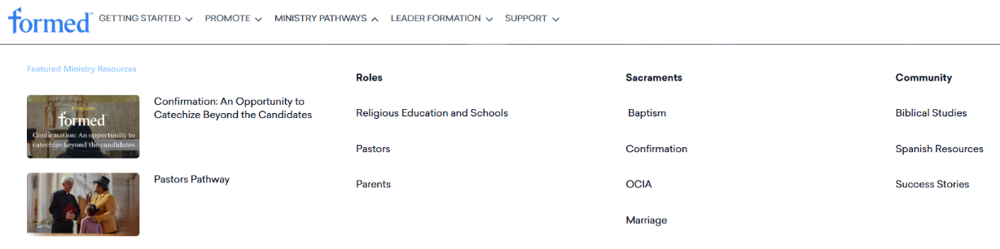 formed™ GETTING STARTED PROMOTE MINISTRY PATHWAYS LEADER FORMATION SUPPORT
Featured Ministry Resources
Promote
formed
Confirmation: An opportunity to
catechize beyond the candidates
Confirmation: An Opportunity to
Catechize Beyond the Candidates
Pastors Pathway
Roles
Religious Education and Schools
Pastors
Parents
Sacraments
Baptism
Confirmation
OCIA
Marriage
Community
Biblical Studies
Spanish Resources
Success Stories